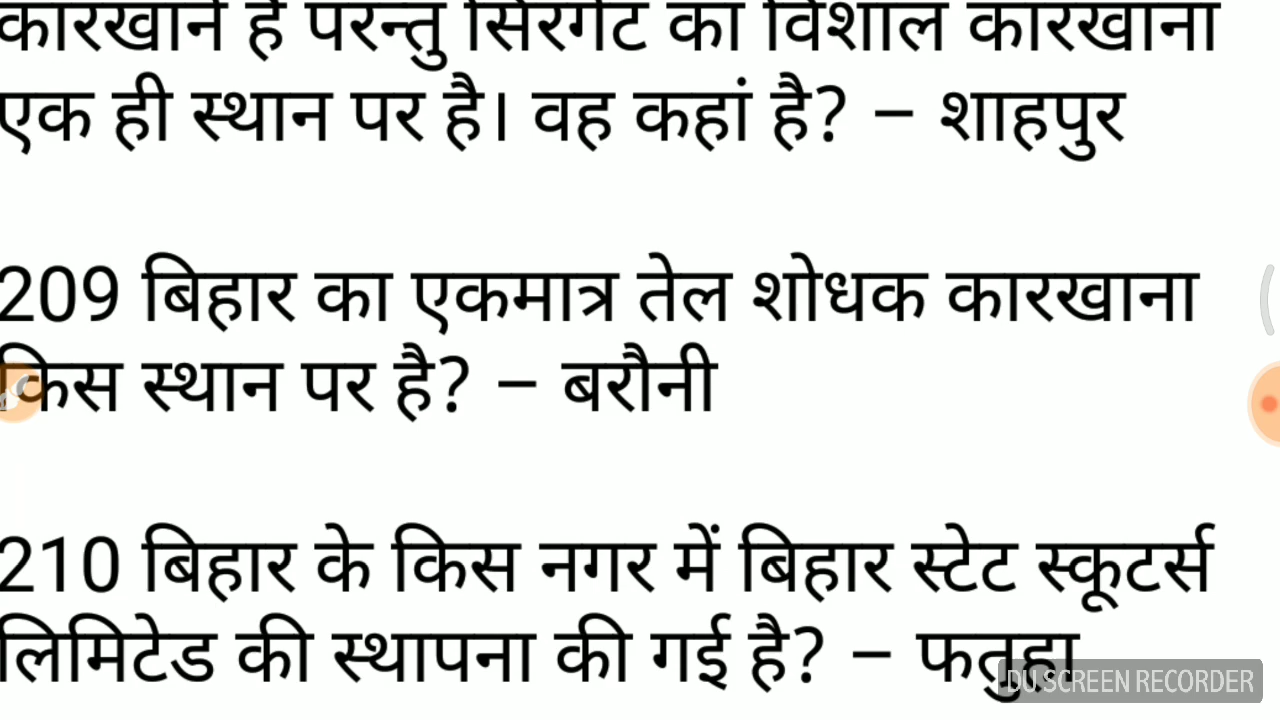 कारखाने हैं परन्तु सिरगेट का विशाल कारखाना
एक ही स्थान पर है। वह कहां है? – शाहपुर
209 बिहार का एकमात्र तेल शोधक कारखाना
किस स्थान पर है? – बरौनी
210 बिहार के किस नगर में बिहार स्टेट स्कूटर्स
लिमिटेड की स्थापना की गई है? – फतुहा
DU SCREEN RECORDER